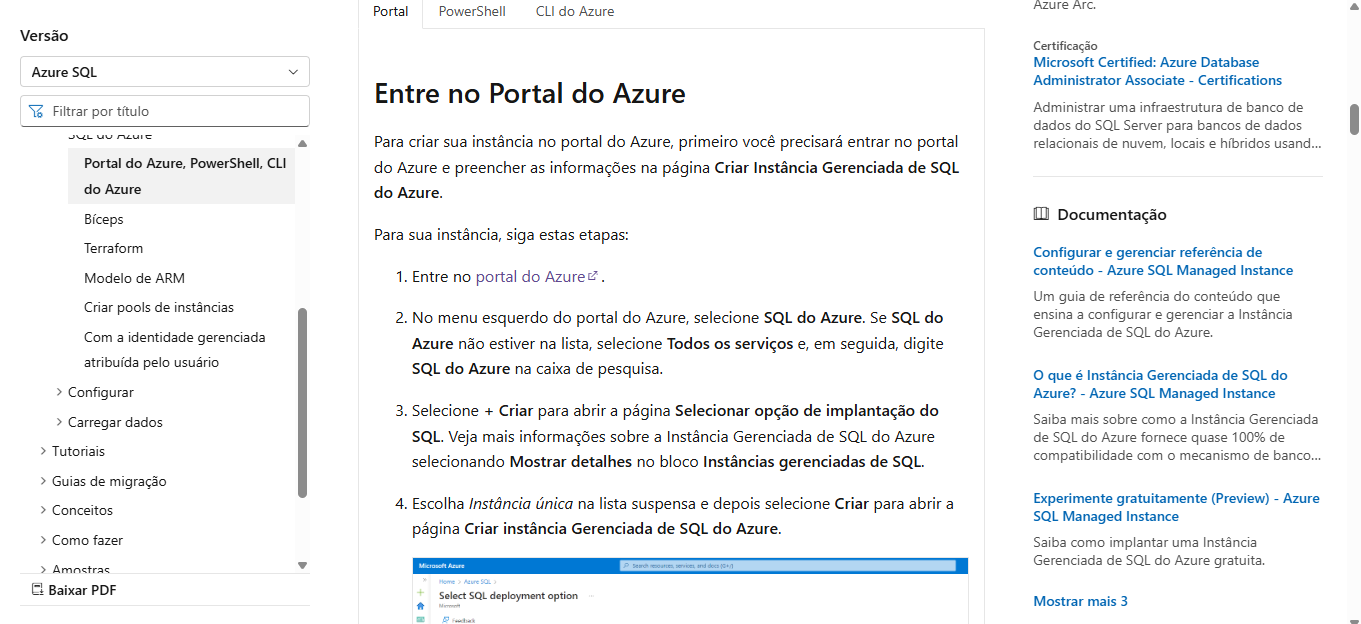 Versão
Azure SQL
Filtrar por título
SQL do Azure
Portal do Azure, PowerShell, CLI
do Azure
Bíceps
Terraform
Modelo de ARM
Criar pools de instâncias
Com a identidade gerenciada
atribuída pelo usuário
Configurar
Carregar dados
Tutoriais
Guias de migração
Conceitos
Como fazer
Amostras
Baixar PDF
Portal PowerShell CLI do Azure
Entre no Portal do Azure
Para criar sua instância no portal do Azure, primeiro você precisará entrar no portal
do Azure e preencher as informações na página Criar Instância Gerenciada de SQL
do Azure.
Para sua instância, siga estas etapas:
1. Entre no portal do Azure .
2. No menu esquerdo do portal do Azure, selecione SQL do Azure. Se SQL do
Azure não estiver na lista, selecione Todos os serviços e, em seguida, digite
SQL do Azure na caixa de pesquisa.
3. Selecione + Criar para abrir a página Selecionar opção de implantação do
SQL. Veja mais informações sobre a Instância Gerenciada de SQL do Azure
selecionando Mostrar detalhes no bloco Instâncias gerenciadas de SQL.
4. Escolha Instância única na lista suspensa e depois selecione Criar para abrir a
página Criar instância Gerenciada de SQL do Azure.
Microsoft Azure
Search resources, services, and docs (G+/)
Home > Azure SQL >
Select SQL deployment option
Microsoft
Feedback
Azure Arc.
Certificação
Microsoft Certified: Azure Database
Administrator Associate - Certifications
Administrar uma infraestrutura de banco de
dados do SQL Server para bancos de dados
relacionais de nuvem, locais e híbridos usand...
Documentação
Configurar e gerenciar referência de
conteúdo - Azure SQL Managed Instance
Um guia de referência do conteúdo que
ensina a configurar e gerenciar a Instância
Gerenciada de SQL do Azure.
O que é Instância Gerenciada de SQL do
Azure? - Azure SQL Managed Instance
Saiba mais sobre como a Instância Gerenciada
de SQL do Azure fornece quase 100% de
compatibilidade com o mecanismo de banco...
Experimente gratuitamente (Preview) - Azure
SQL Managed Instance
Saiba como implantar uma Instância
Gerenciada de SQL do Azure gratuita.
Mostrar mais 3